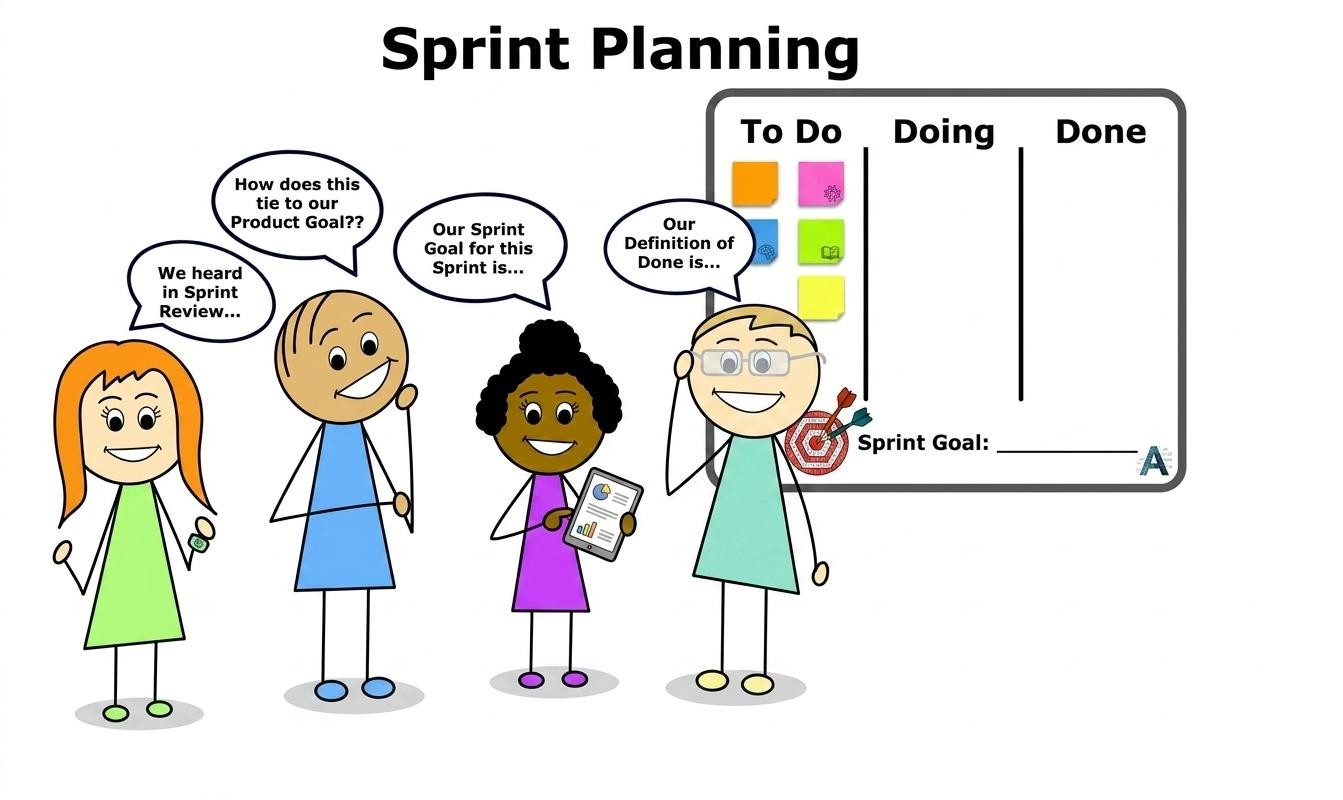 Sprint Planning
To Do
Doing
Done
How does this
tie to our
Product Goal??
We heard
in Sprint
Review...
Our Sprint
Goal for this
Sprint is...
Our
Definition of
Done is...
Sprint Goal: ______________
A